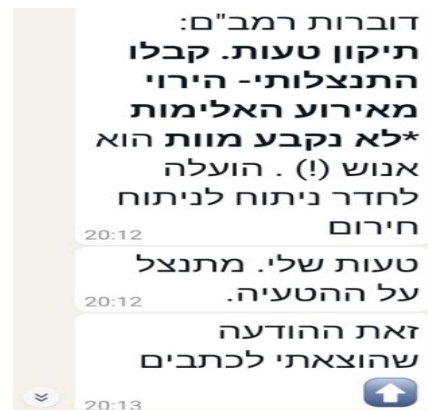 דוברות רמב"ם:
תיקון טעות. קבלו
התנצלותי- הירוי
מאירוע האלימות
*לא נקבע מוות הוא
אנוש (!) . הועלה
לחדר ניתוח לניתוח
חירום
20:12
טעות שלי. מתנצל
על ההטעיה.
20:12
זאת ההודעה
שהוצאתי לכתבים
⬆️
20:13